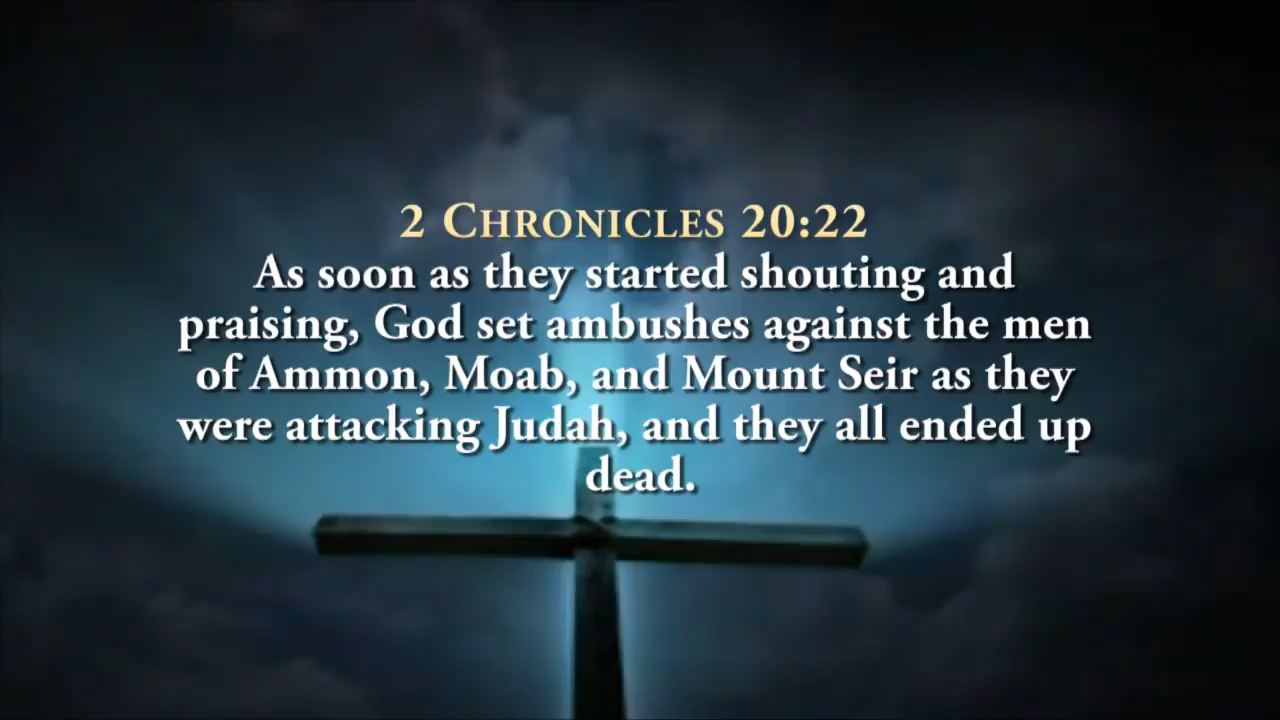 2 CHRONICLES 20:22
As soon as they started shouting and
praising, God set ambushes against the men
of Ammon, Moab, and Mount Seir as they
were attacking Judah, and they all ended up
dead.